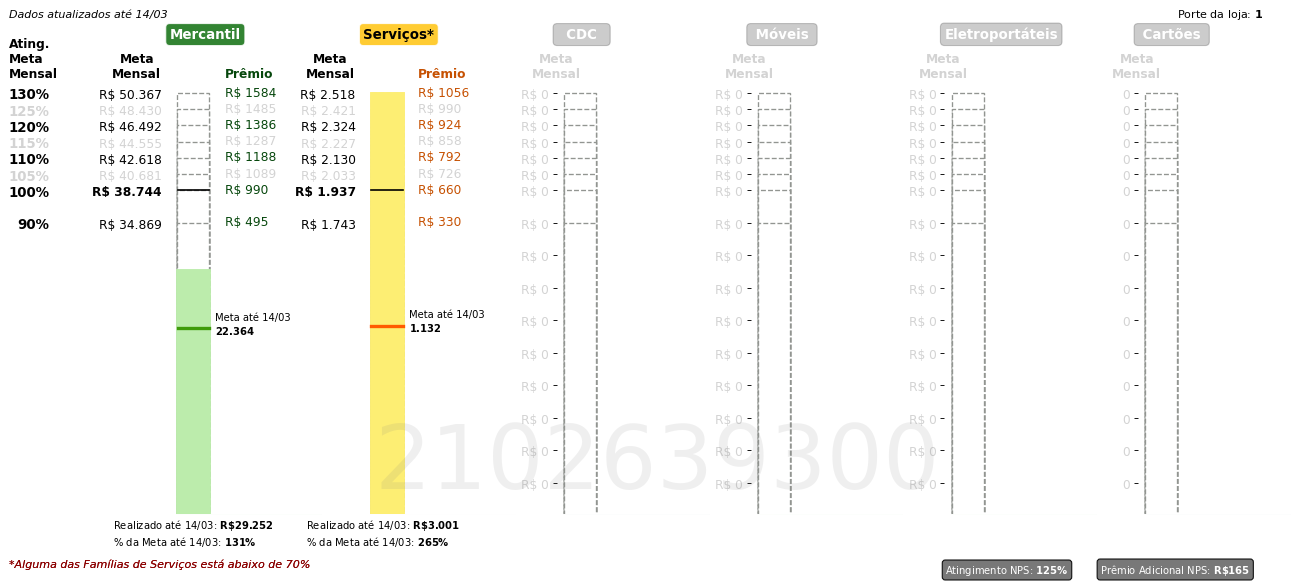 Dados atualizados até 14/03
Porte da loja: 1
Mercantil Serviços* CDC Móveis Eletroportáteis Cartões
Ating. Meta Mensal
Meta Mensal Prêmio Meta Mensal Prêmio Meta Mensal Meta Mensal Meta Mensal Meta Mensal
130% R$ 50.367 R$ 1584 R$ 2.518 R$ 1056 R$ 0 R$ 0 R$ 0 0
125% R$ 48.430 R$ 1485 R$ 2.421 R$ 990 R$ 0 R$ 0 R$ 0 0
120% R$ 46.492 R$ 1386 R$ 2.324 R$ 924 R$ 0 R$ 0 R$ 0 0
115% R$ 44.555 R$ 1287 R$ 2.227 R$ 858 R$ 0 R$ 0 R$ 0 0
110% R$ 42.618 R$ 1188 R$ 2.130 R$ 792 R$ 0 R$ 0 R$ 0 0
105% R$ 40.681 R$ 1089 R$ 2.033 R$ 726 R$ 0 R$ 0 R$ 0 0
100% R$ 38.744 R$ 990 R$ 1.937 R$ 660 R$ 0 R$ 0 R$ 0 0
90% R$ 34.869 R$ 495 R$ 1.743 R$ 330 R$ 0 R$ 0 R$ 0 0
R$ 0 R$ 0 R$ 0 0
R$ 0 R$ 0 R$ 0 0
Meta até 14/03 Meta até 14/03
22.364 1.132
R$ 0 R$ 0 R$ 0 0
R$ 0 R$ 0 R$ 0 0
R$ 0 R$ 0 R$ 0 0
R$ 0 R$ 0 R$ 0 0
R$ 0 R$ 0 R$ 0 0
2102639300
R$ 0 R$ 0 R$ 0 0
Realizado até 14/03: R$29.252 Realizado até 14/03: R$3.001
% da Meta até 14/03: 131% % da Meta até 14/03: 265%
*Alguma das Famílias de Serviços está abaixo de 70%
Atingimento NPS: 125% Prêmio Adicional NPS: R$165